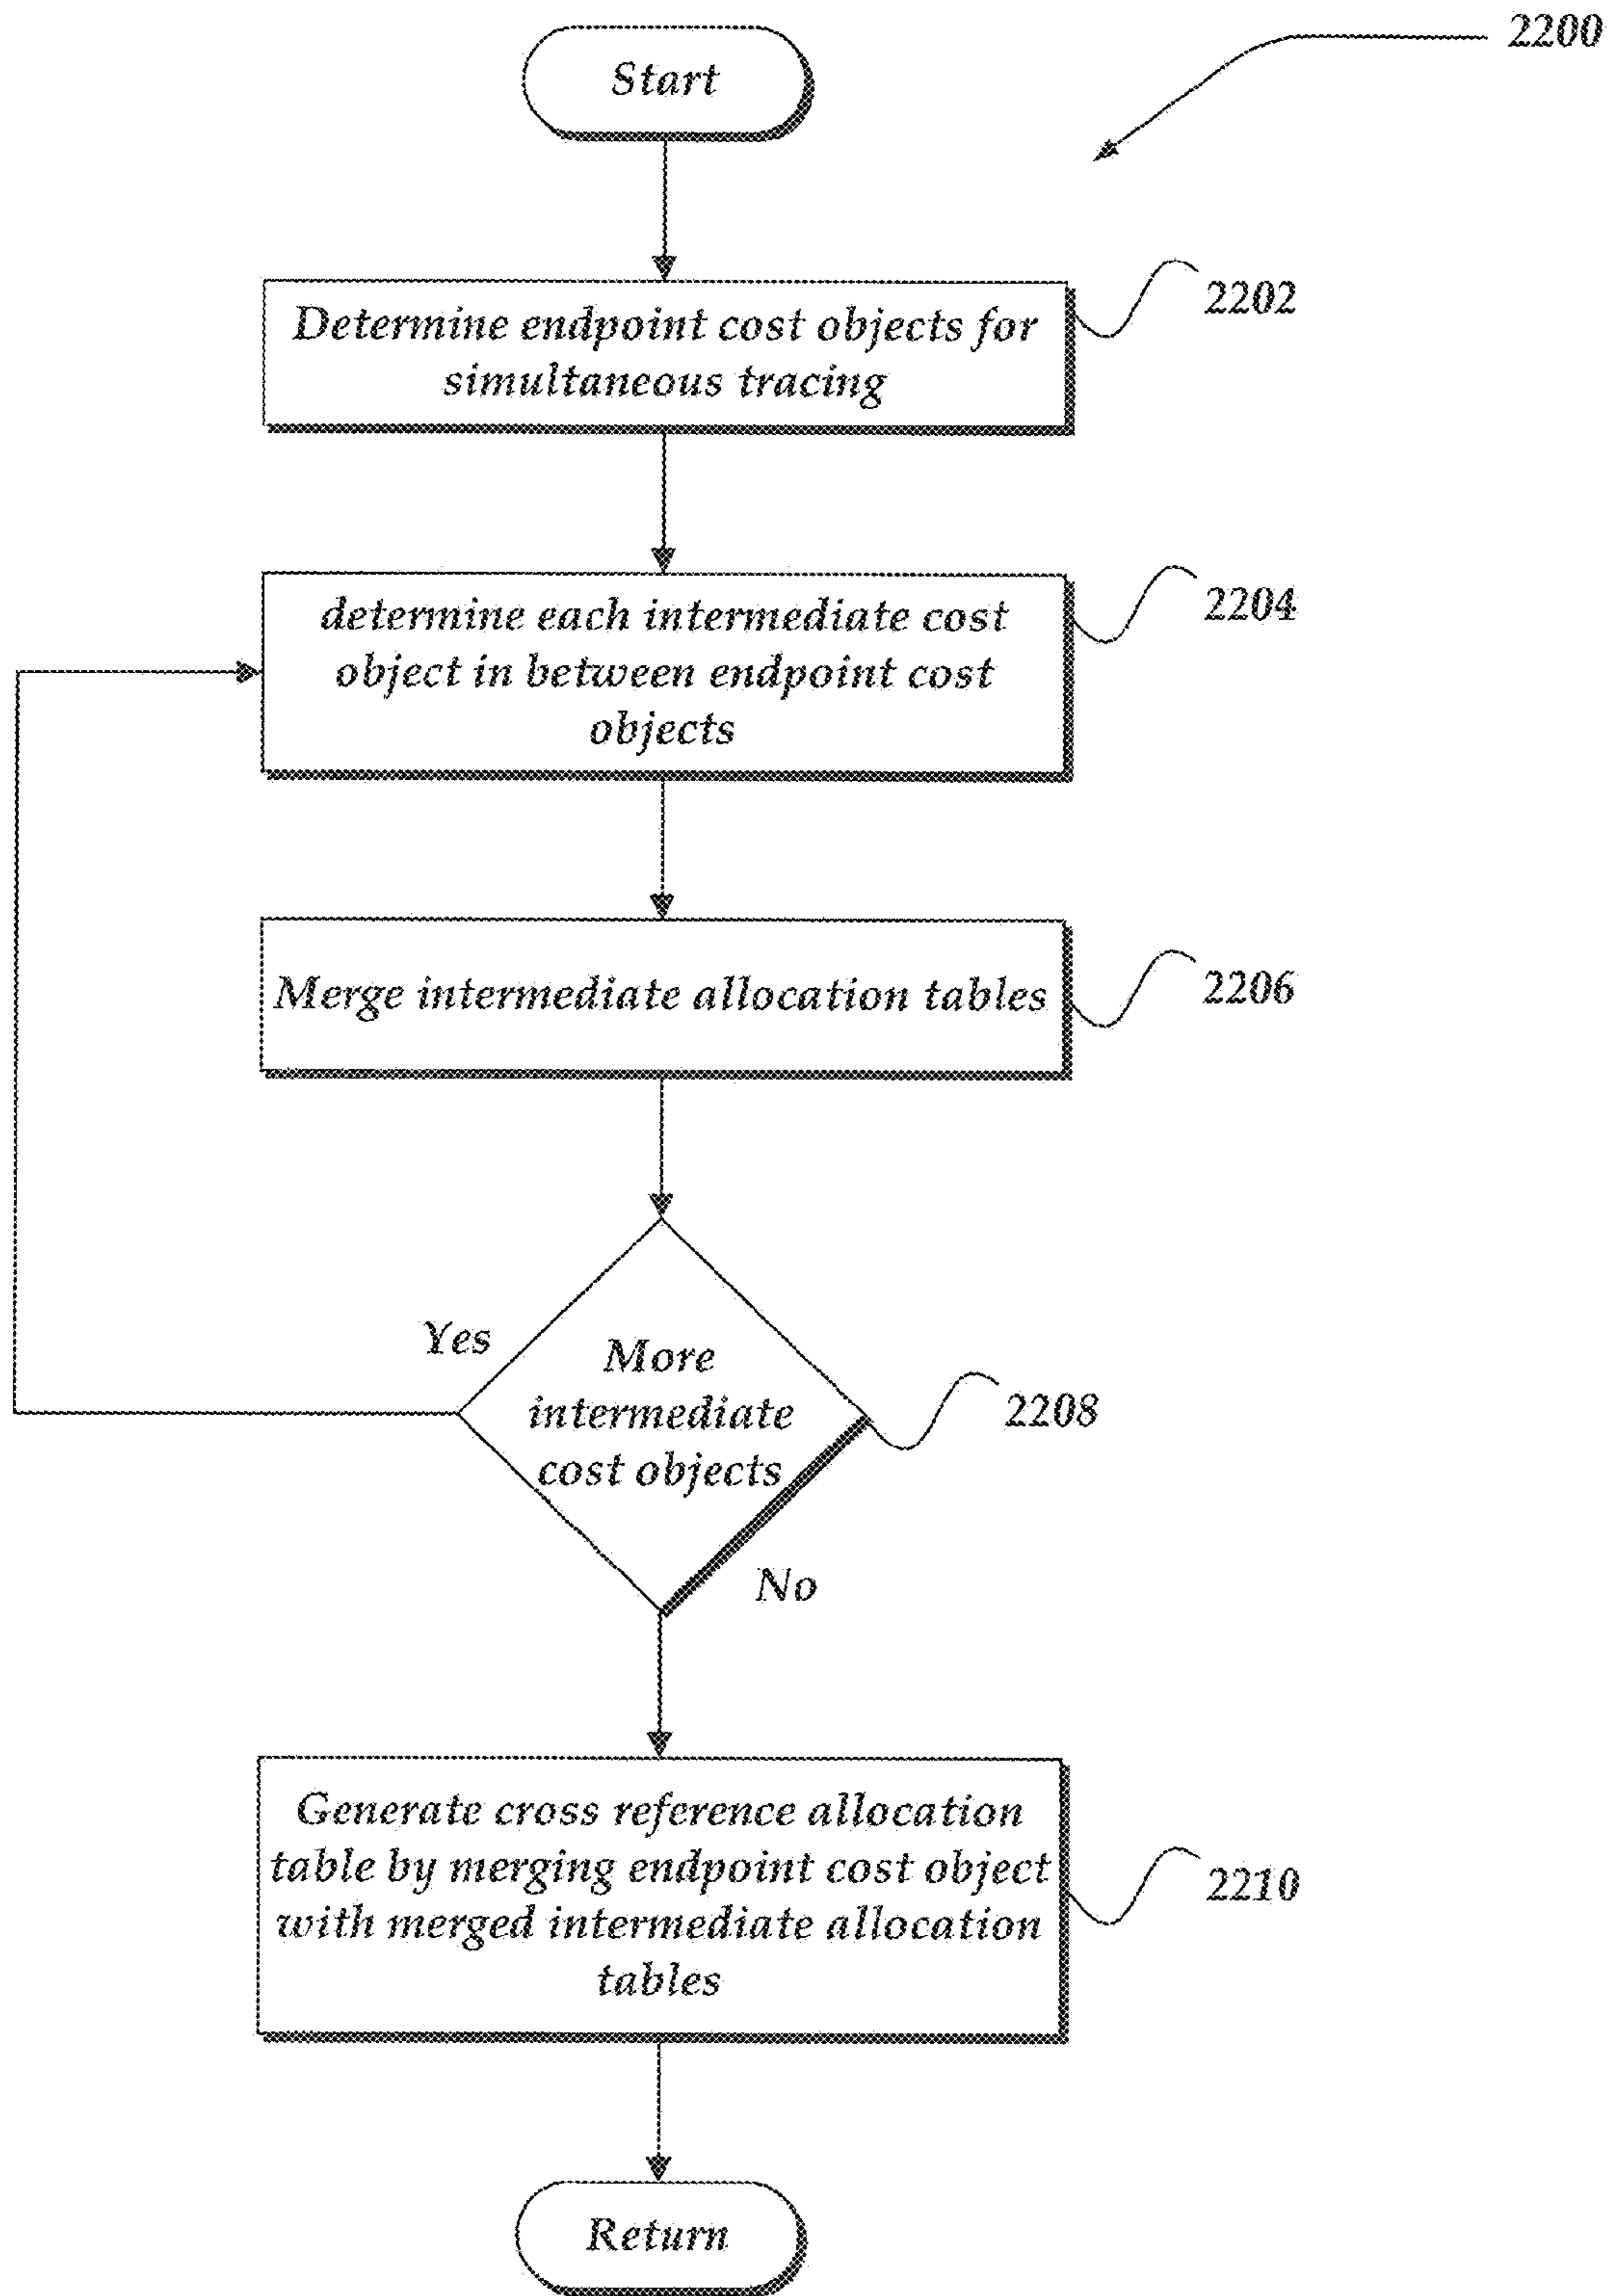 2200
Start
2202
Determine endpoint cost objects for
simultaneous tracing
2204
determine each intermediate cost
object in between endpoint cost
objects
2206
Merge intermediate allocation tables
Yes
More
intermediate
cost objects
2208
No
Generate cross reference allocation
table by merging endpoint cost object
with merged intermediate allocation
tables
2210
Return